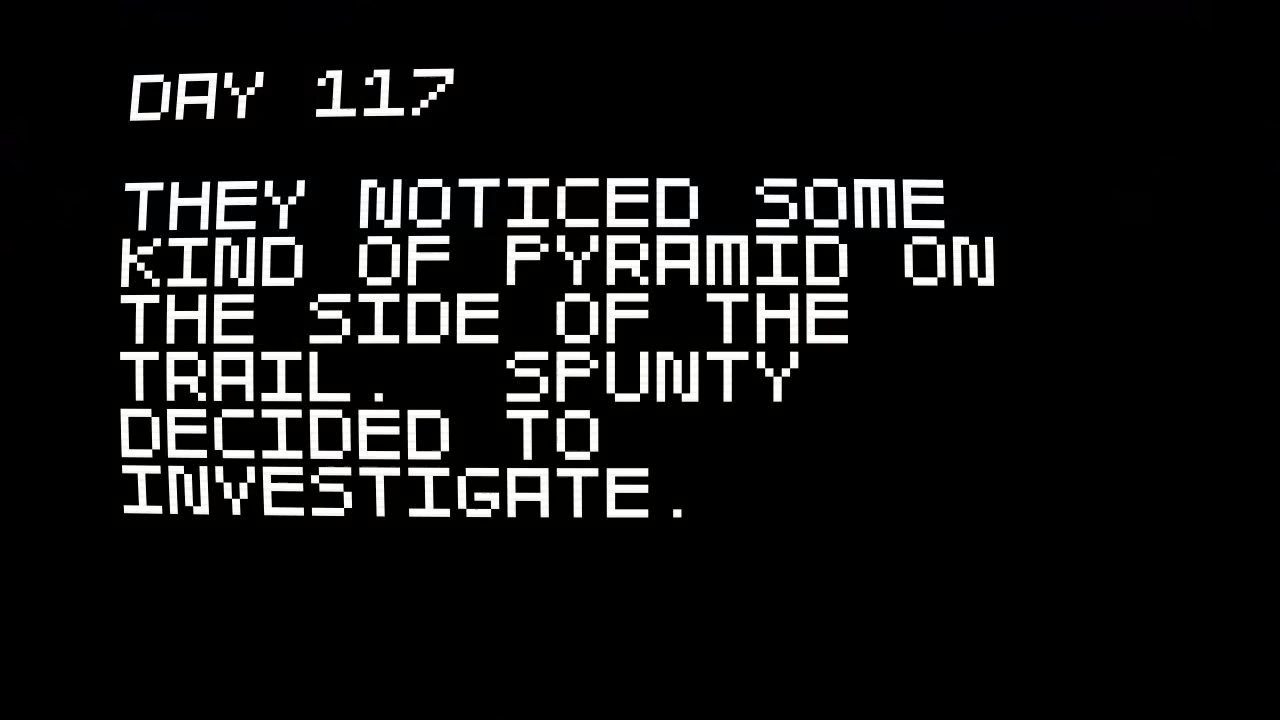 DAY 117
THEY NOTICED SOME
KIND OF PYRAMID ON
THE SIDE OF THE
TRAIL. SPUNTY
DECIDED TO
INVESTIGATE.